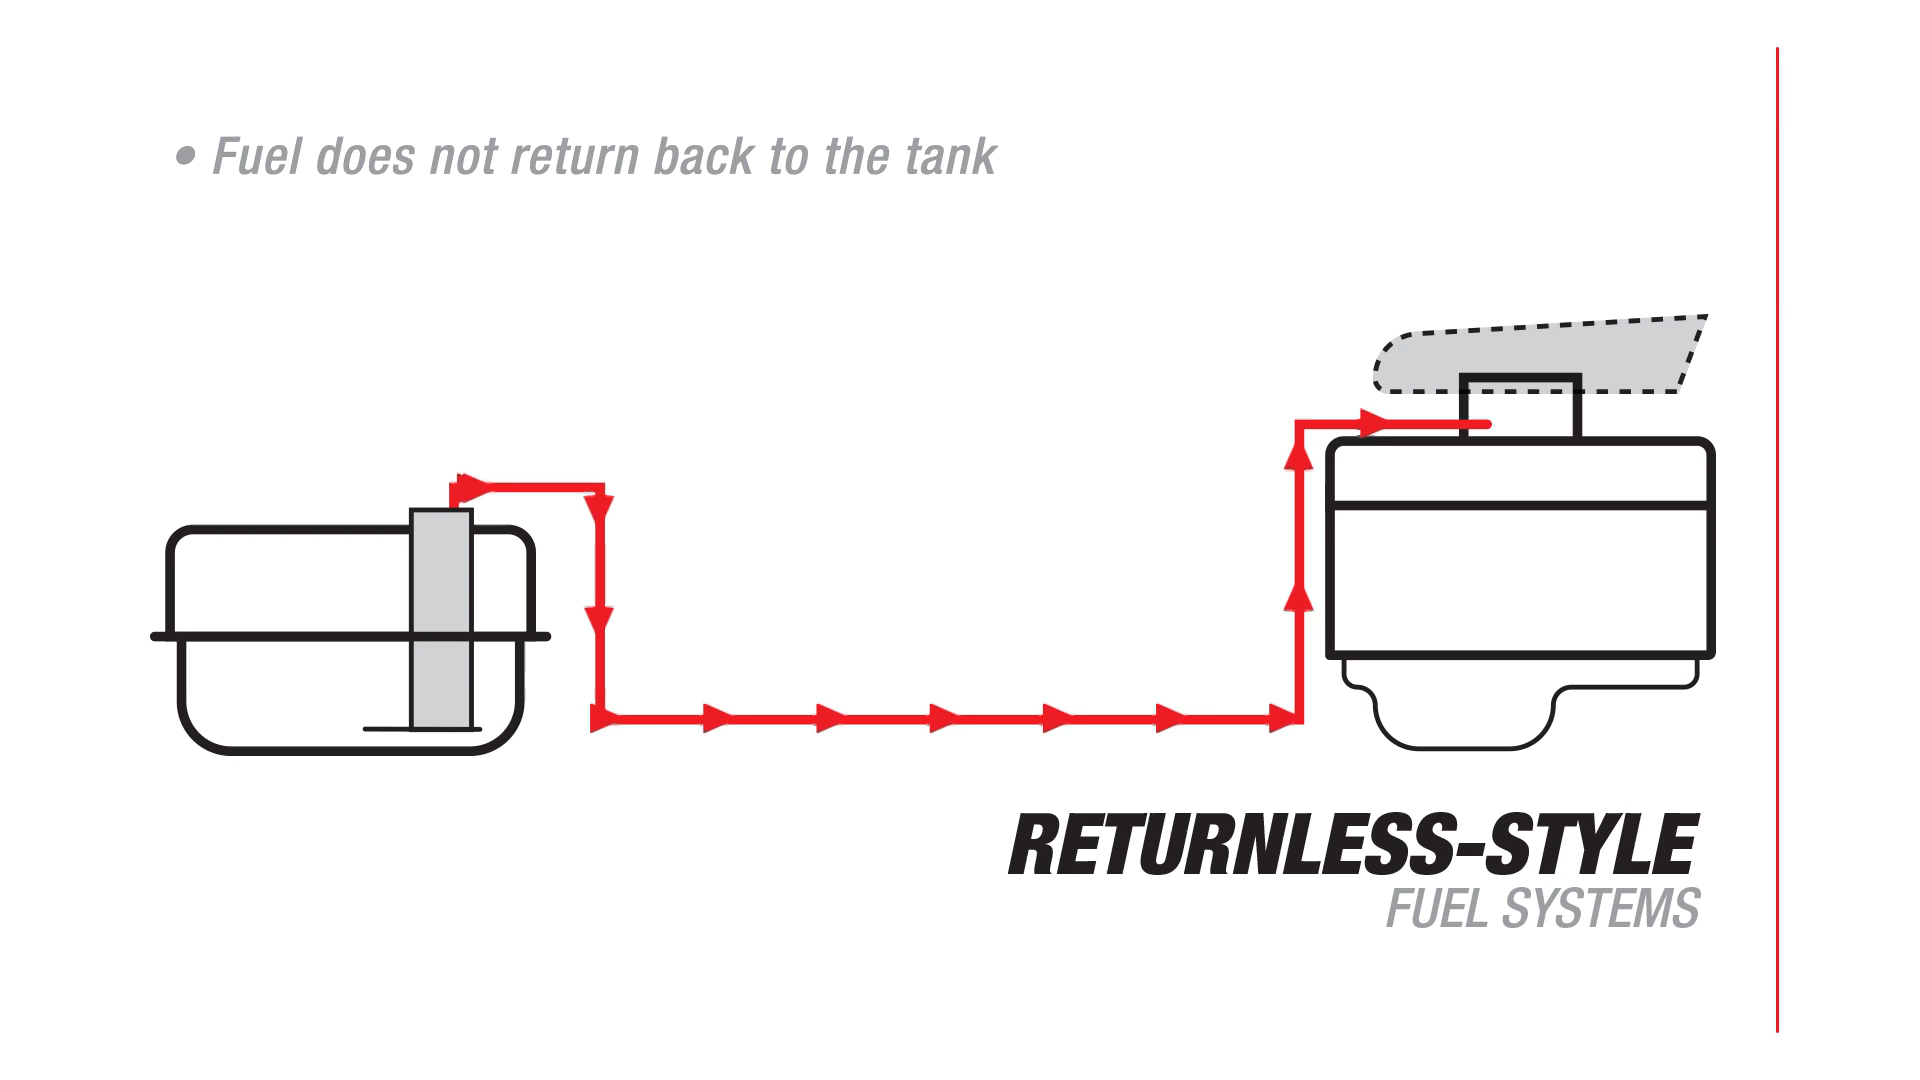 • Fuel does not return back to the tank
RETURNLESS-STYLE
FUEL SYSTEMS